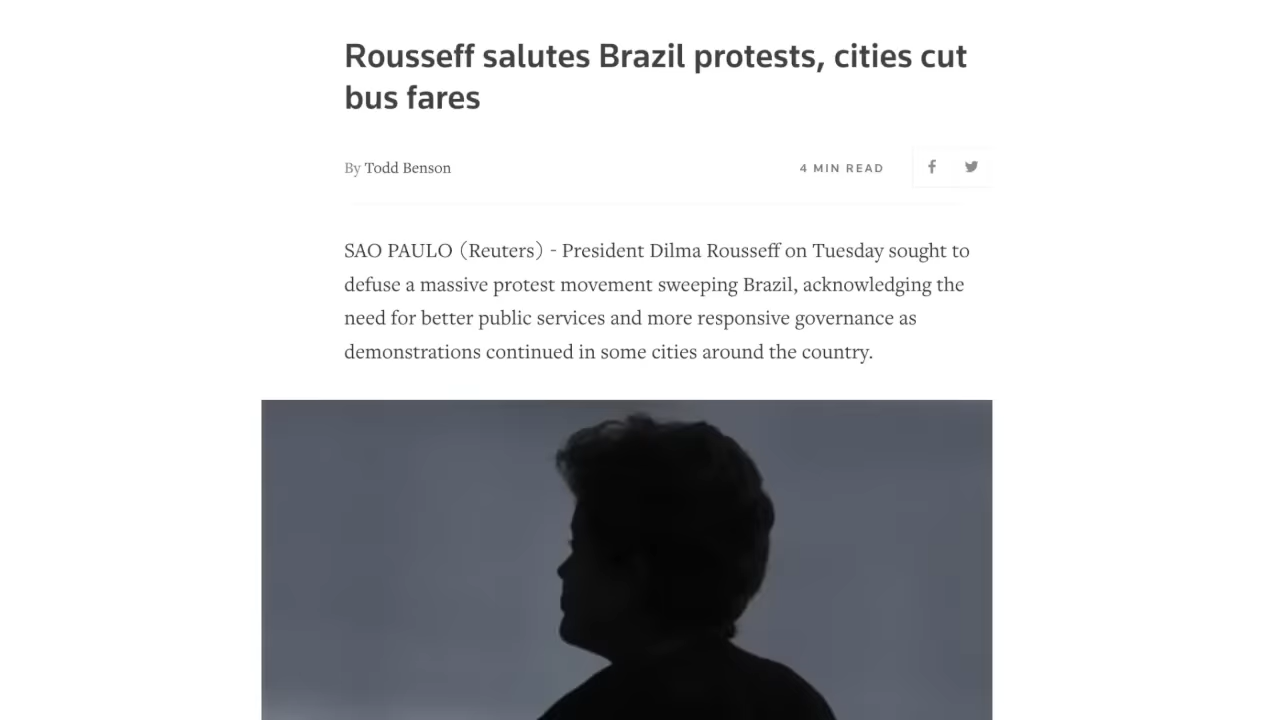 Rousseff salutes Brazil protests, cities cut
bus fares
By Todd Benson
4 MIN READ
SAO PAULO (Reuters) - President Dilma Rousseff on Tuesday sought to
defuse a massive protest movement sweeping Brazil, acknowledging the
need for better public services and more responsive governance as
demonstrations continued in some cities around the country.